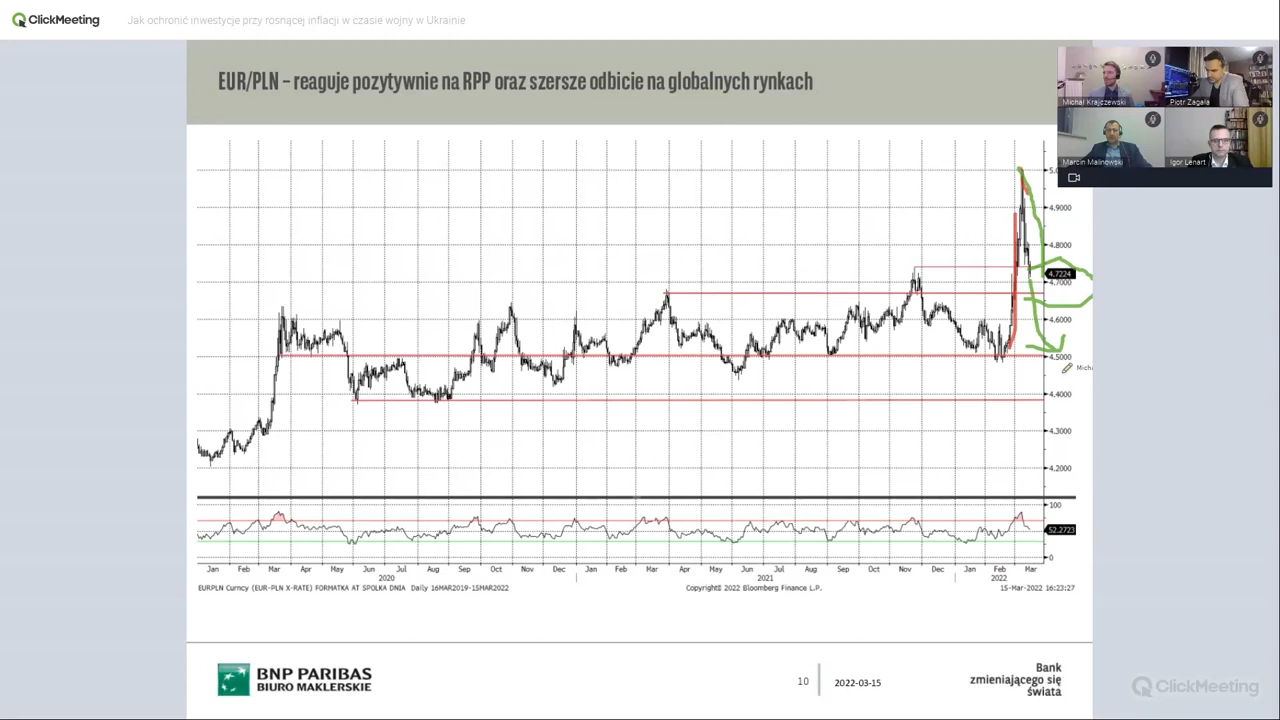 ClickMeeting
Jak ochronić inwestycje przy rosnącej inflacji w czasie wojny w Ukrainie
EUR/PLN – reaguje pozytywnie na RPP oraz szersze odbicie na globalnych rynkach
Michał Krajczewski
Piotr Zagała
Marcin Malinowski
Igor Lenart
4.9000
4.8000
4.7224
4.7000
4.6000
4.5000
4.4000
4.3000
4.2000
100
52.2723
0
Jan Feb Mar Apr May Jun Jul Aug Sep Oct Nov Dec Jan Feb Mar Apr May Jun Jul Aug Sep Oct Nov Dec Jan Feb Mar
2020 2021 2022
EURPLN Curncy (EUR-PLN X-RATE) FORMATKA AT SPOLKA DNIA Daily 16MAR2019-15MAR2022 Copyright© 2022 Bloomberg Finance L.P. 15-Mar-2022 16:23:27
BNP PARIBAS
BIURO MAKLERSKIE
10
2022-03-15
Bank
zmieniającego się
świata
ClickMeeting